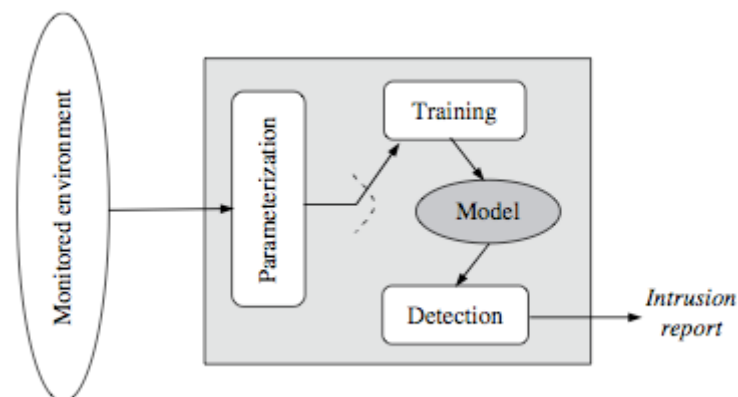 Monitored environment
Parameterization
Training
Model
Detection
Intrusion
report